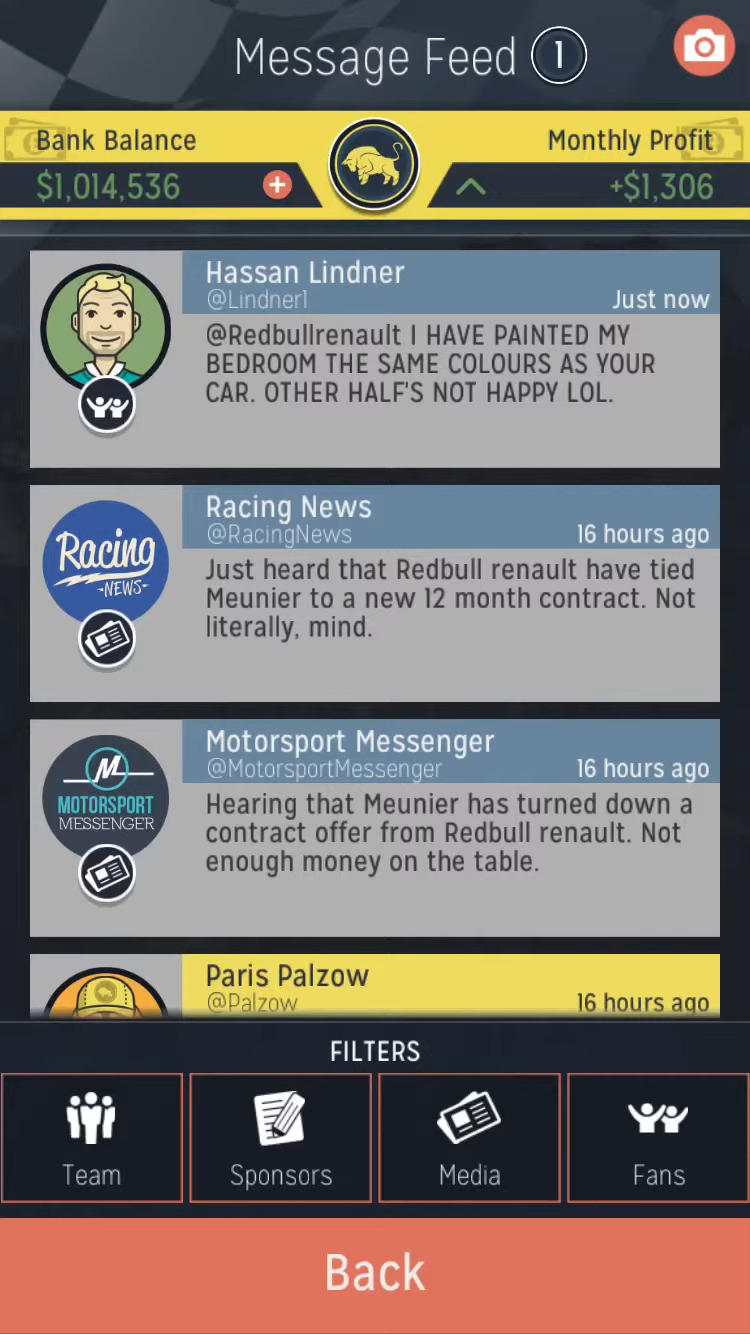 Message Feed 1
Bank Balance
Monthly Profit
$1,014,536
+$1,306
Hassan Lindner
@Lindner1
Just now
@Redbullrenault I HAVE PAINTED MY
BEDROOM THE SAME COLOURS AS YOUR
CAR. OTHER HALF'S NOT HAPPY LOL.
Racing
-NEWS-
Racing News
@RacingNews
16 hours ago
Just heard that Redbull renault have tied
Meunier to a new 12 month contract. Not
literally, mind.
M
MOTORSPORT
MESSENGER
Motorsport Messenger
@MotorsportMessenger
16 hours ago
Hearing that Meunier has turned down a
contract offer from Redbull renault. Not
enough money on the table.
Paris Palzow
@Palzow
16 hours ago
FILTERS
Team
Sponsors
Media
Fans
Back